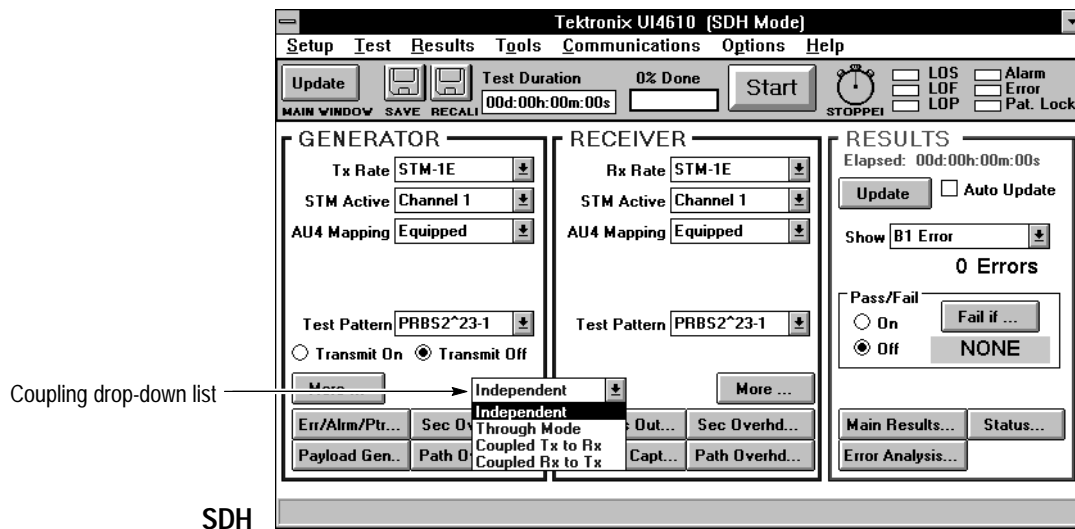 Tektronix UI4610 (SDH Mode)
Setup Test Results Tools Communications Options Help
Update
MAIN WINDOW
SAVE
RECALL
Test Duration
00d:00h:00m:00s
0% Done
Start
STOPPEI
LOS
LOF
LOP
Alarm
Error
Pat. Lock
GENERATOR
Tx Rate STM-1E
STM Active Channel 1
AU4 Mapping Equipped
Test Pattern PRBS2^23-1
Transmit On Transmit Off
More ...
Err/Alrm/Ptr... Sec Ov
Payload Gen.. Path O
Coupling drop-down list
Independent
Independent
Through Mode
Coupled Tx to Rx
Coupled Rx to Tx
RECEIVER
Rx Rate STM-1E
STM Active Channel 1
AU4 Mapping Equipped
Test Pattern PRBS2^23-1
More ...
s Out... Sec Overhd...
Capt... Path Overhd...
RESULTS
Elapsed: 00d:00h:00m:00s
Update Auto Update
Show B1 Error
0 Errors
Pass/Fail
On
Off
Fail if ...
NONE
Main Results... Status...
Error Analysis...
SDH